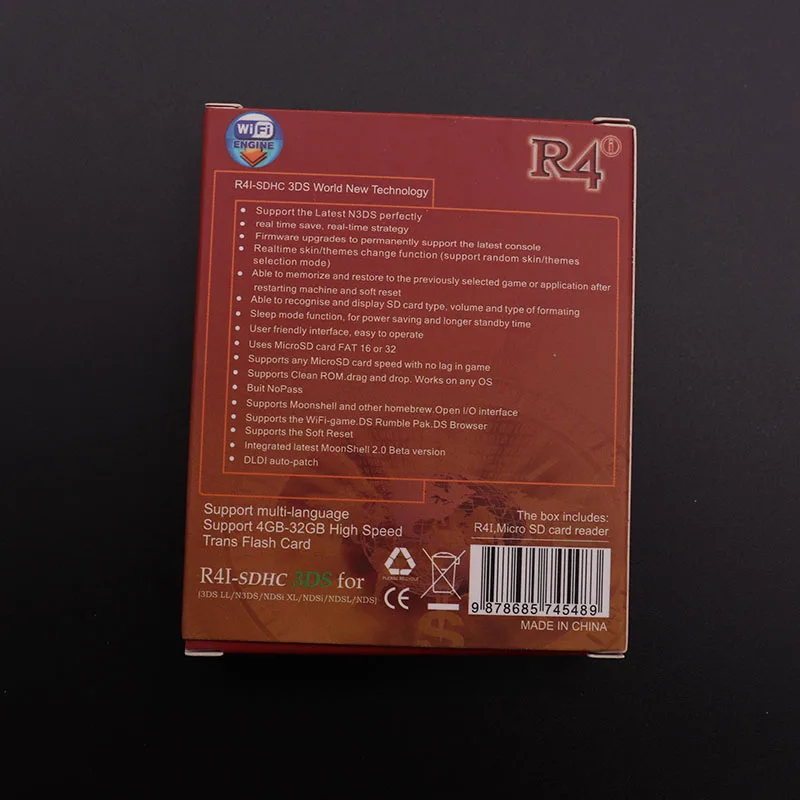 WiFi
ENGINE
R4i
R4I-SDHC 3DS World New Technology
Support the Latest N3DS perfectly
real time save, real-time strategy
Firmware upgrades to permanently support the latest console
Realtime skin/themes change function (support random skin/themes
selection mode)
Able to memorize and restore to the previously selected game or application after
restarting machine and soft reset
Able to recognise and display SD card type, volume and type of formating
Sleep mode function, for power saving and longer standby time
User friendly interface, easy to operate
Uses MicroSD card FAT 16 or 32
Supports any MicroSD card speed with no lag in game
Supports Clean ROM.drag and drop. Works on any OS
Buit NoPass
Supports Moonshell and other homebrew.Open I/O interface
Supports the WiFi-game.DS Rumble Pak.DS Browser
Supports the Soft Reset
Integrated latest MoonShell 2.0 Beta version
DLDI auto-patch
Support multi-language
Support 4GB-32GB High Speed
Trans Flash Card
The box includes:
R4I,Micro SD card reader
R4I-SDHC 3DS for
(3DS LL/N3DS/NDSi XL/NDSi/NDSL/NDS)
PLEASE RECYCLE
CE
9 878685 745489
MADE IN CHINA